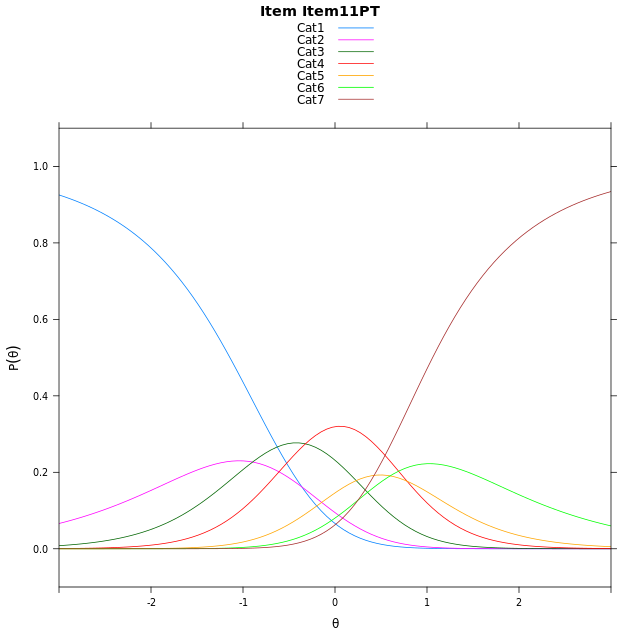 Item Item11PT
Cat1
Cat2
Cat3
Cat4
Cat5
Cat6
Cat7
1.0
0.8
0.6
0.4
0.2
0.0
P(θ)
-2 -1 0 1 2
θ